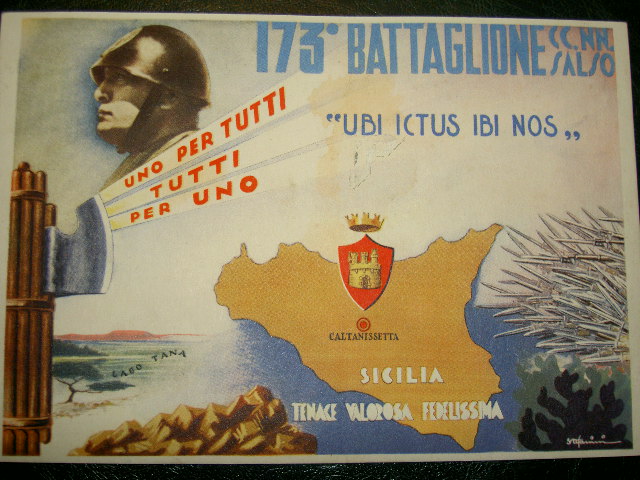 173° BATTAGLIONE CC.NN.
SALSO
"UBI ICTUS IBI NOS„
UNO PER TUTTI
TUTTI
PER UNO
CALTANISSETTA
CABO TANA
SICILIA
TENACE VALOROSA FEDELISSIMA